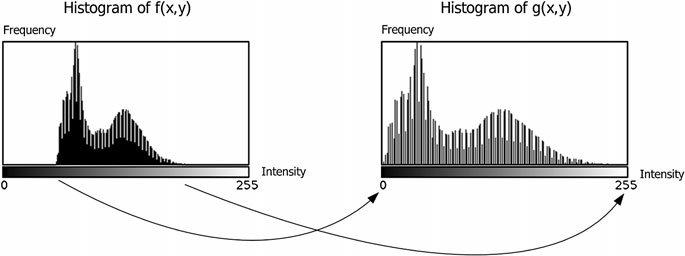 Histogram of f(x,y)
Frequency
Intensity
0
255
Histogram of g(x,y)
Frequency
Intensity
0
255